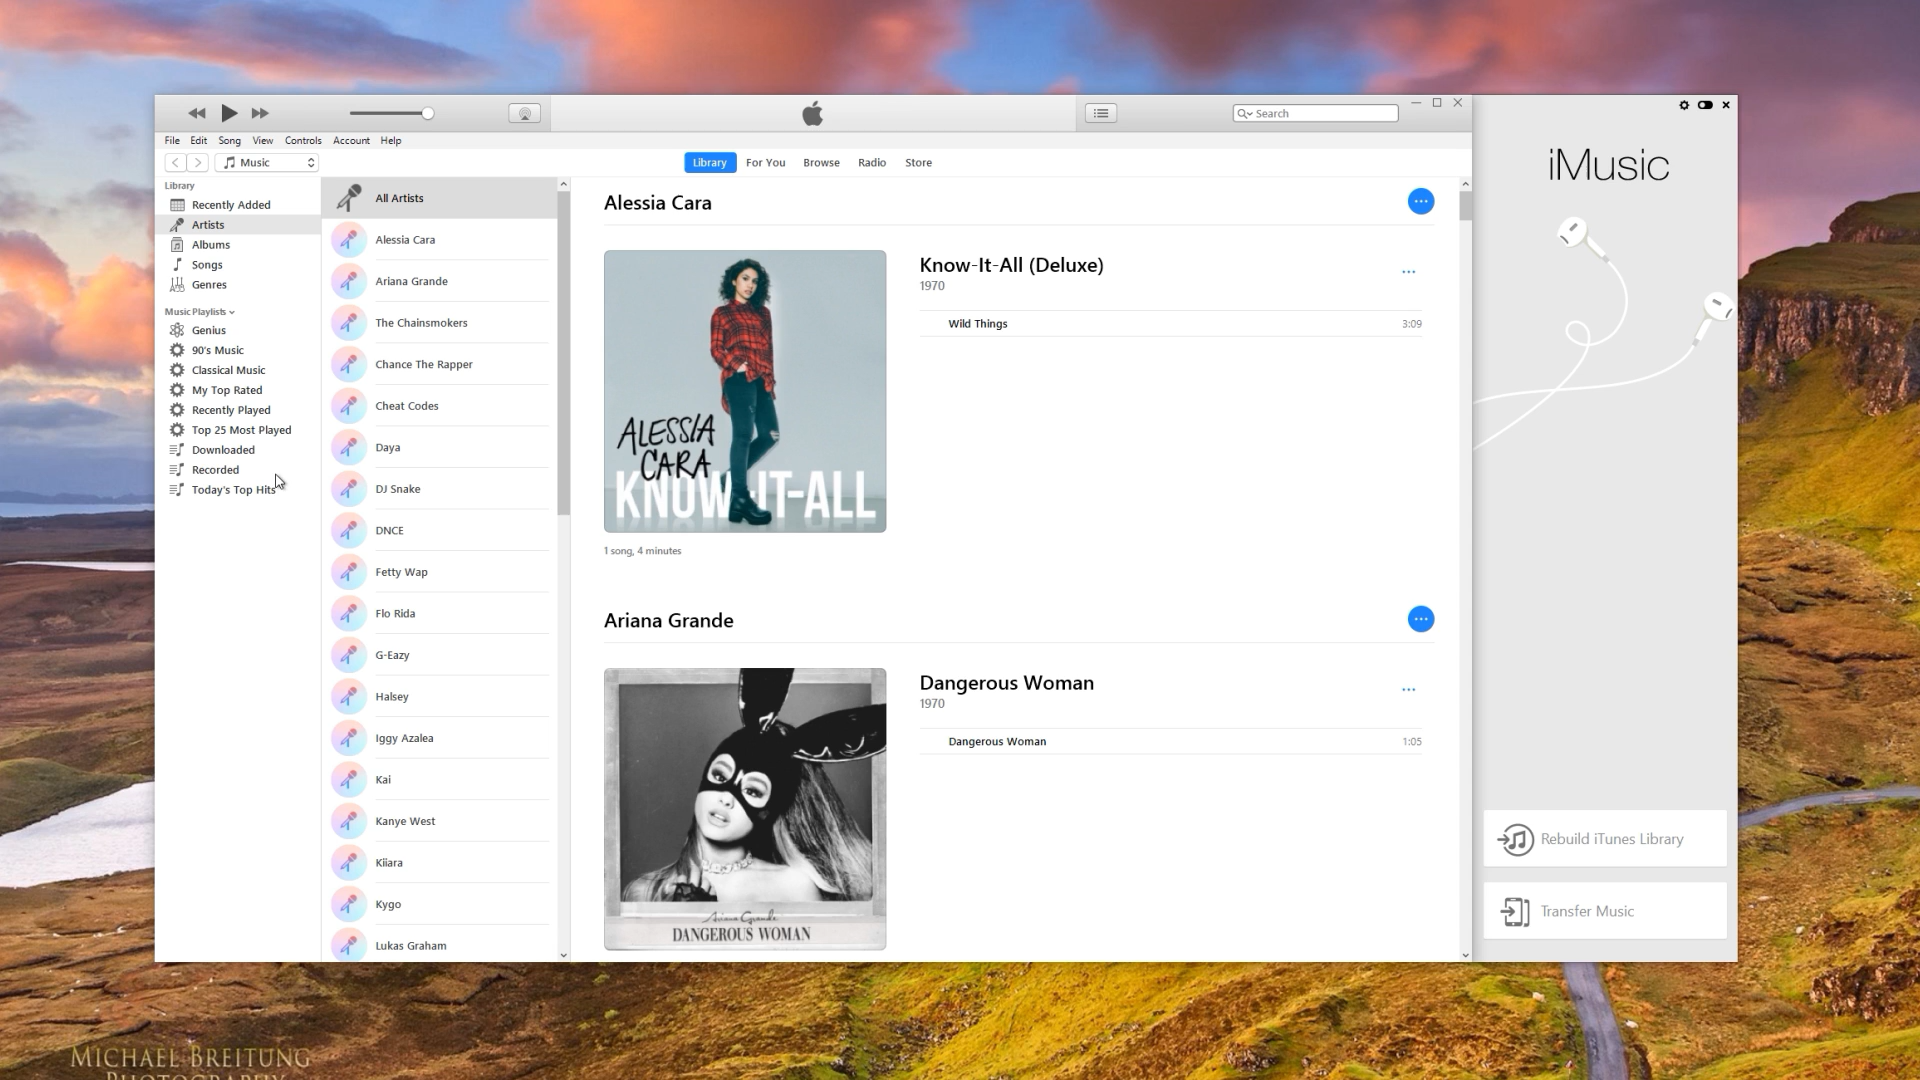 Search
File Edit Song View Controls Account Help
Music
Library For You Browse Radio Store
Library
Recently Added
Artists
Albums
Songs
Genres
Music Playlists
Genius
90's Music
Classical Music
My Top Rated
Recently Played
Top 25 Most Played
Downloaded
Recorded
Today's Top Hits
All Artists
Alessia Cara
Ariana Grande
The Chainsmokers
Chance The Rapper
Cheat Codes
Daya
DJ Snake
DNCE
Fetty Wap
Flo Rida
G-Eazy
Halsey
Iggy Azalea
Kai
Kanye West
Kiiara
Kygo
Lukas Graham
Alessia Cara
ALESSIA
CARA
KNOW-IT-ALL
1 song, 4 minutes
Know-It-All (Deluxe)
1970
Wild Things 3:09
Ariana Grande
Ariana Grande
DANGEROUS WOMAN
Dangerous Woman
1970
Dangerous Woman 1:05
iMusic
Rebuild iTunes Library
Transfer Music
MICHAEL BREITUNG
PHOTOGRAPHY